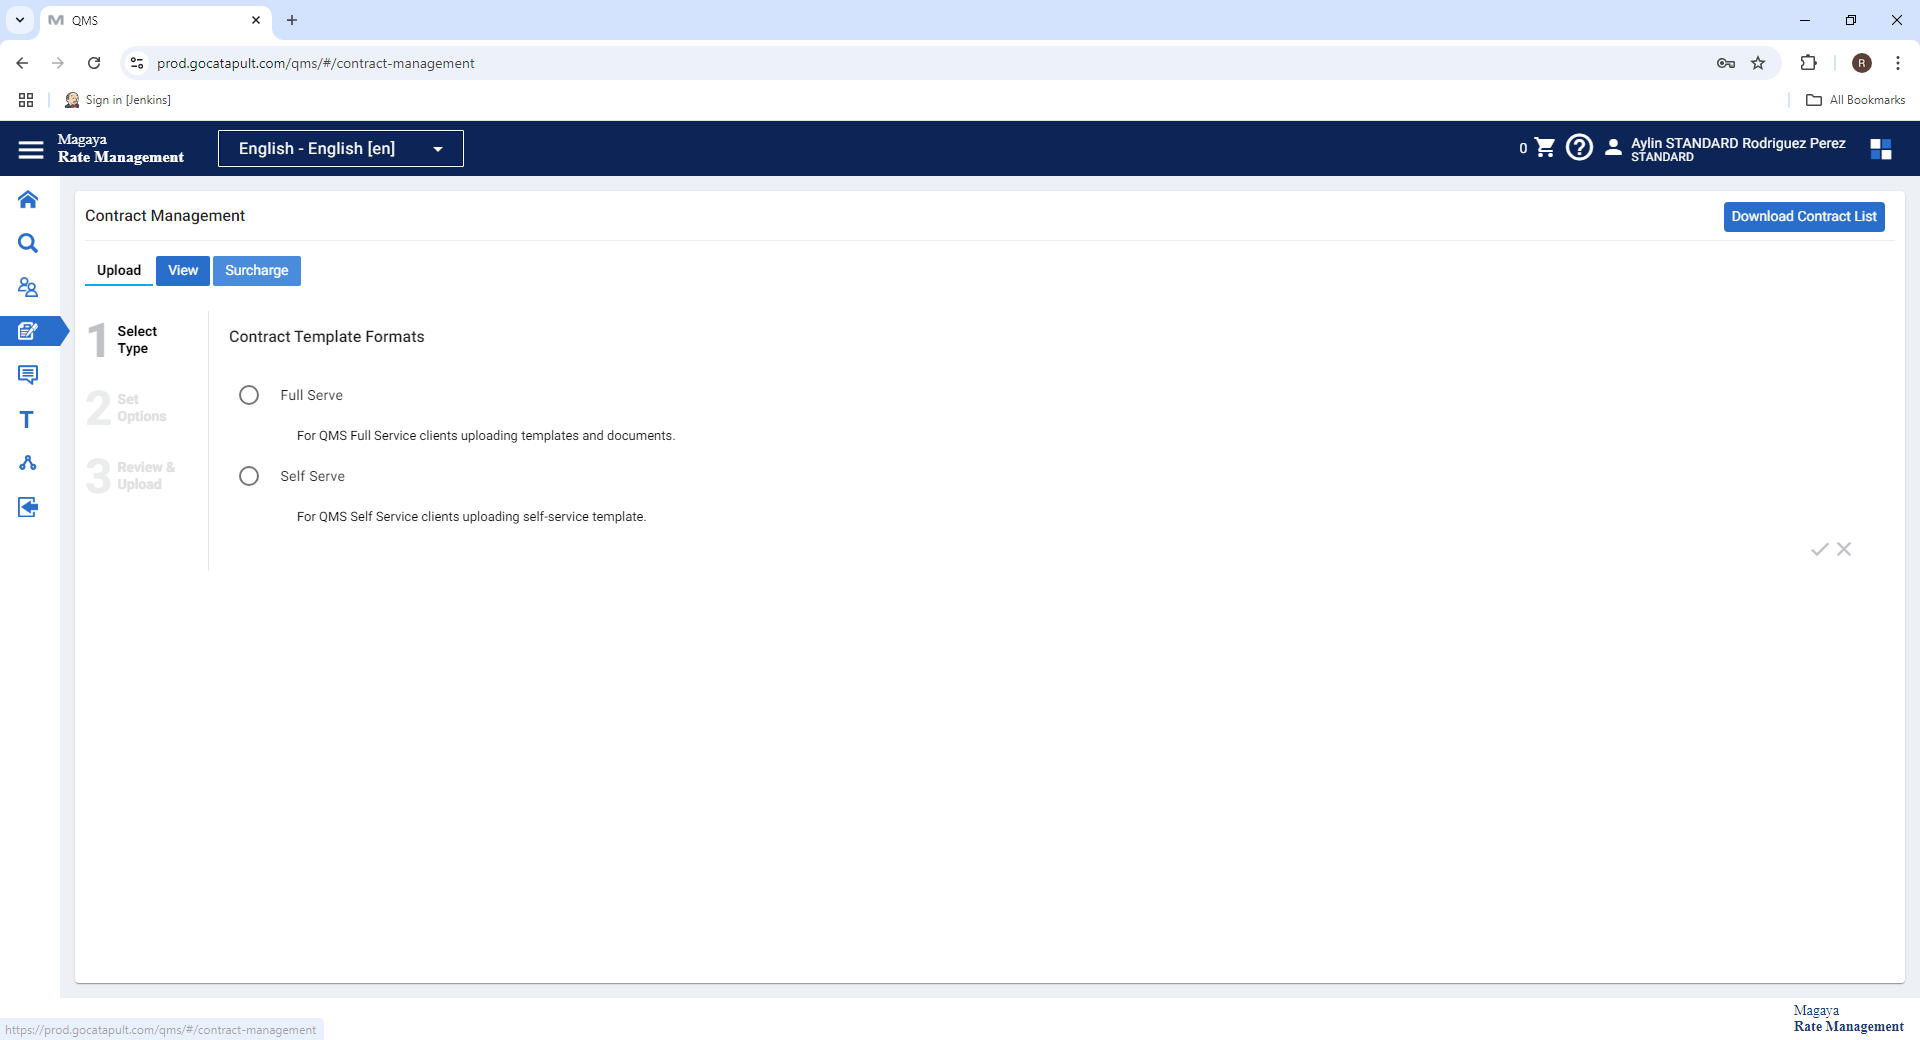 QMS
prod.gocatapult.com/qms/#/contract-management
R
Sign in [Jenkins]
All Bookmarks
Magaya
Rate Management
English - English [en]
0
Aylin STANDARD Rodriguez Perez
STANDARD
Contract Management
Download Contract List
Upload
View
Surcharge
1
Select
Type
Contract Template Formats
Full Serve
2
Set
Options
For QMS Full Service clients uploading templates and documents.
3
Review &
Upload
Self Serve
For QMS Self Service clients uploading self-service template.
T
https://prod.gocatapult.com/qms/#/contract-management
Magaya
Rate Management